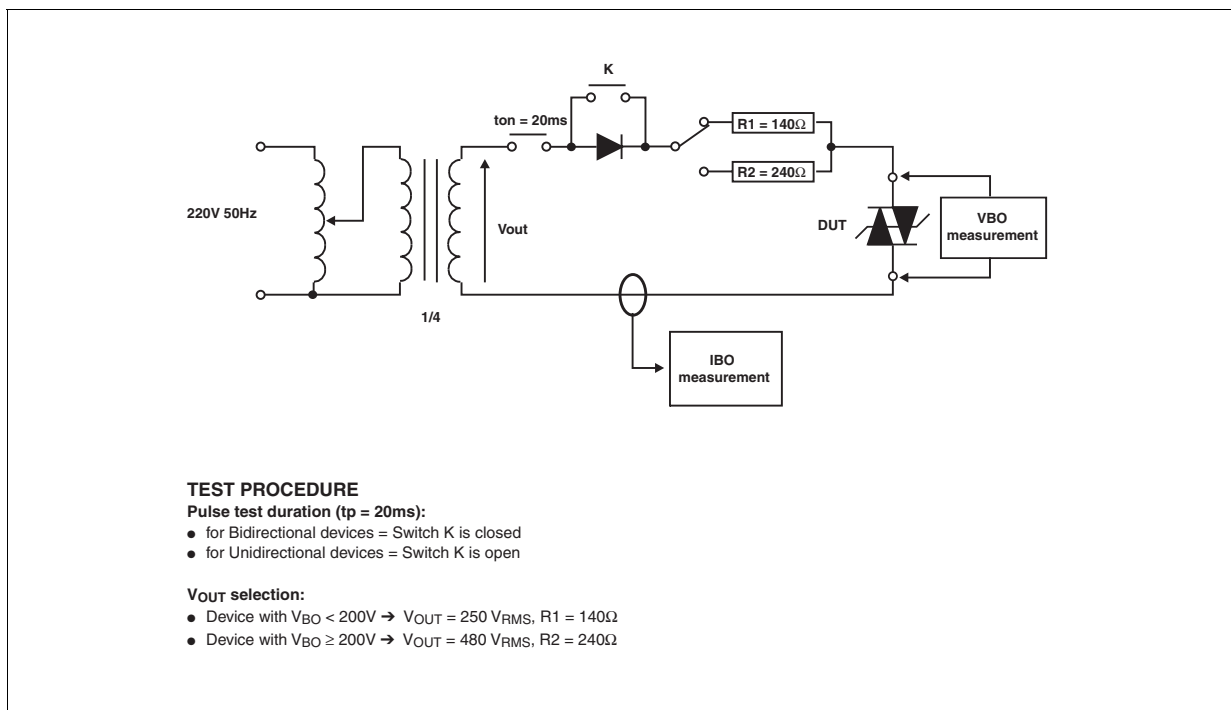 K
ton = 20ms
R1 = 140Ω
R2 = 240Ω
220V 50Hz
Vout
DUT
VBO
measurement
1/4
IBO
measurement
TEST PROCEDURE
Pulse test duration (tp = 20ms):
● for Bidirectional devices = Switch K is closed
● for Unidirectional devices = Switch K is open
VOUT selection:
● Device with VBO < 200V ➔ VOUT = 250 VRMS, R1 = 140Ω
● Device with VBO ≥ 200V ➔ VOUT = 480 VRMS, R2 = 240Ω